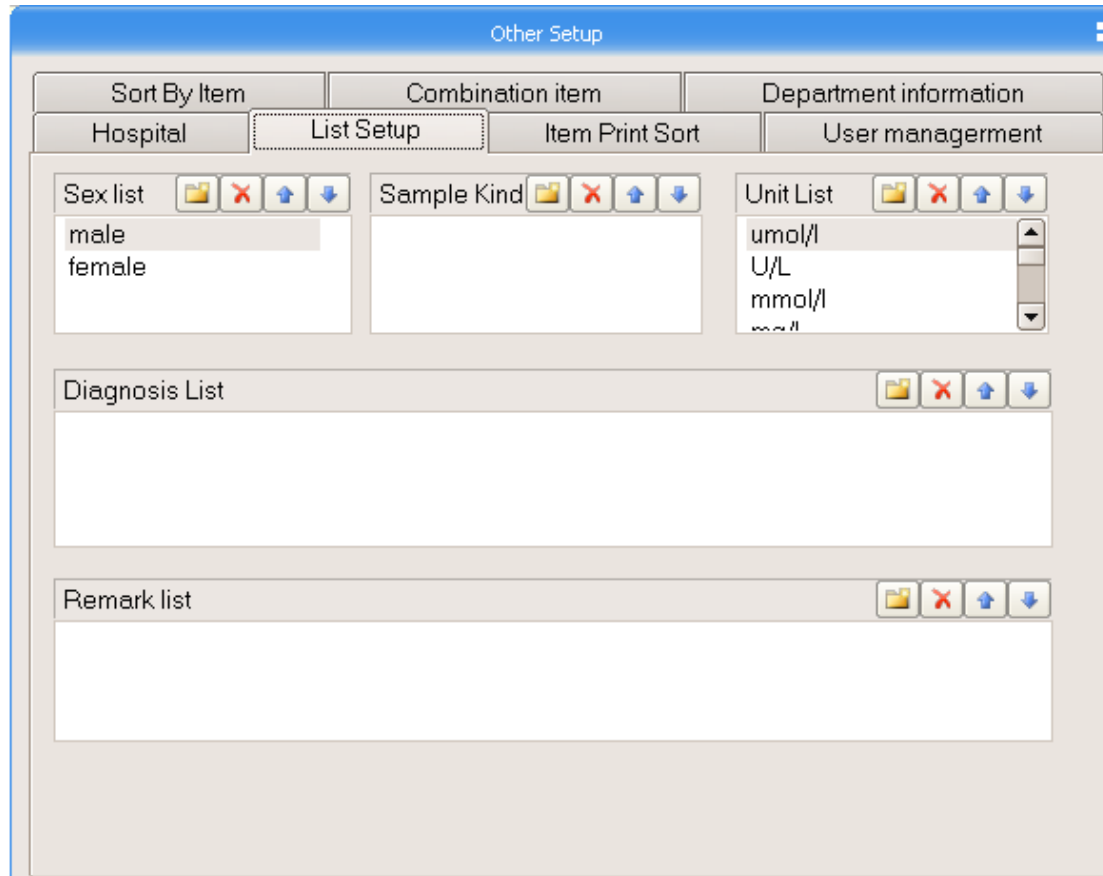 Other Setup
Sort By Item
Combination item
Department information
Hospital
List Setup
Item Print Sort
User managerment
Sex list
Sample Kind
Unit List
male
female
umol/l
U/L
mmol/l
Diagnosis List
Remark list